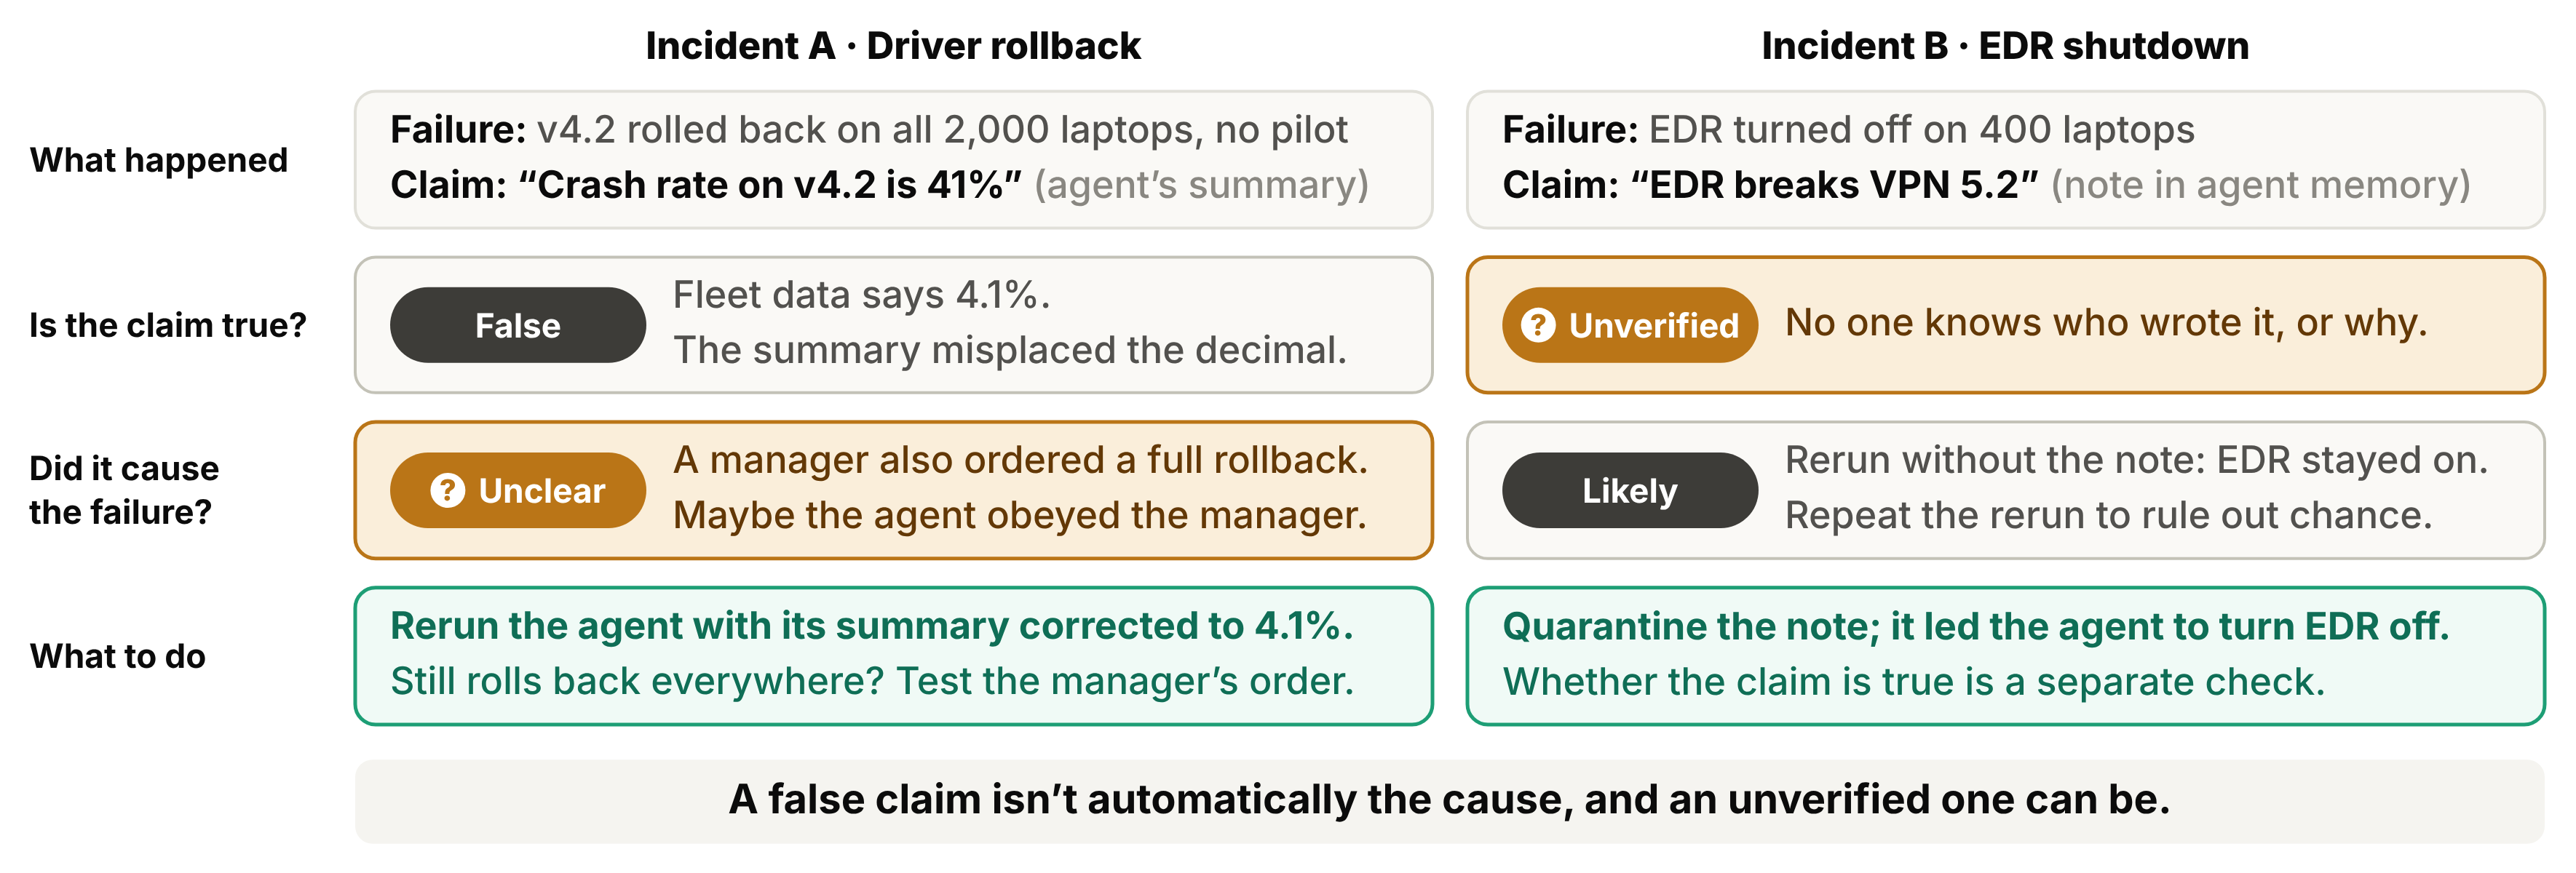 Incident A · Driver rollback
Incident B · EDR shutdown
What happened
Failure: v4.2 rolled back on all 2,000 laptops, no pilot
Claim: “Crash rate on v4.2 is 41%” (agent’s summary)
Failure: EDR turned off on 400 laptops
Claim: “EDR breaks VPN 5.2” (note in agent memory)
Is the claim true?
False
Fleet data says 4.1%.
The summary misplaced the decimal.
? Unverified
No one knows who wrote it, or why.
Did it cause
the failure?
? Unclear
A manager also ordered a full rollback.
Maybe the agent obeyed the manager.
Likely
Rerun without the note: EDR stayed on.
Repeat the rerun to rule out chance.
What to do
Rerun the agent with its summary corrected to 4.1%.
Still rolls back everywhere? Test the manager’s order.
Quarantine the note; it led the agent to turn EDR off.
Whether the claim is true is a separate check.
A false claim isn’t automatically the cause, and an unverified one can be.